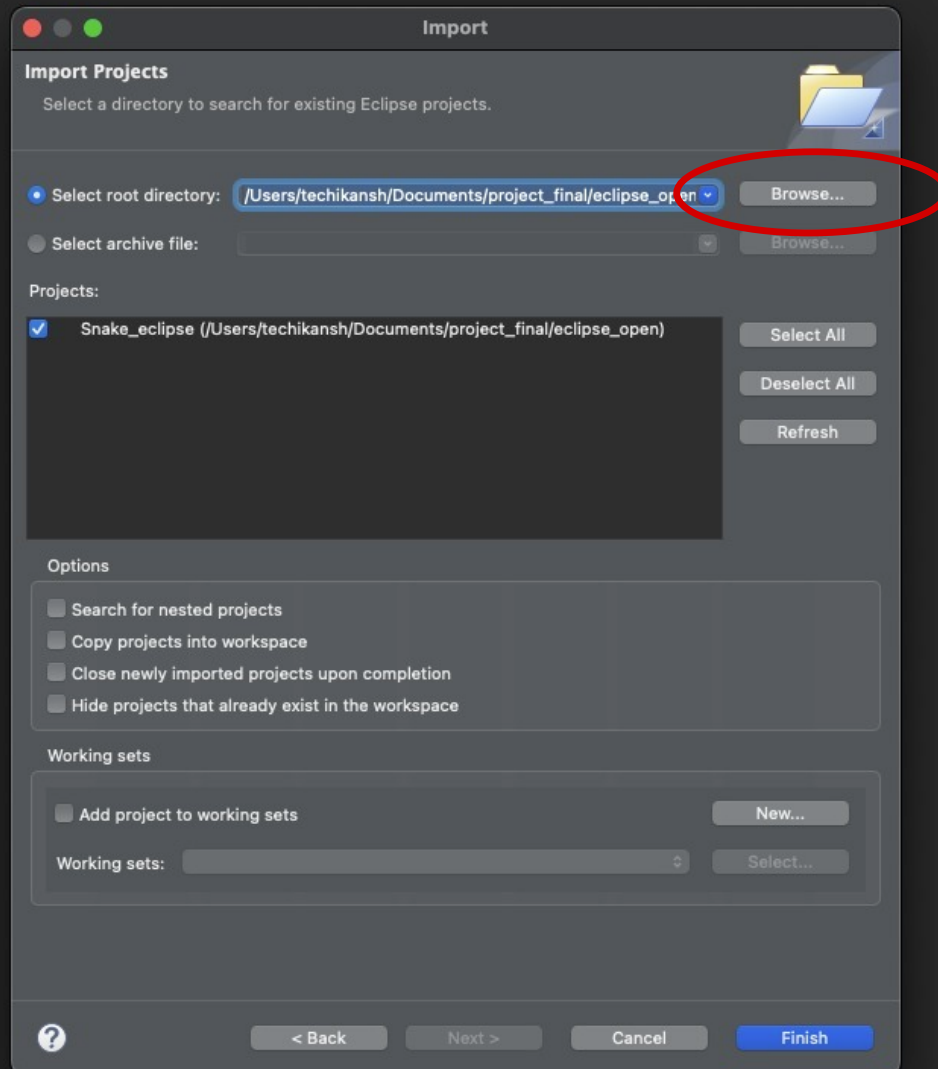 Import
Import Projects
Select a directory to search for existing Eclipse projects.
Select root directory: /Users/techikansh/Documents/project_final/eclipse_open Browse...
Select archive file: Browse...
Projects:
Snake_eclipse (/Users/techikansh/Documents/project_final/eclipse_open)
Select All
Deselect All
Refresh
Options
Search for nested projects
Copy projects into workspace
Close newly imported projects upon completion
Hide projects that already exist in the workspace
Working sets
Add project to working sets New...
Working sets: Select...
? < Back Next > Cancel Finish